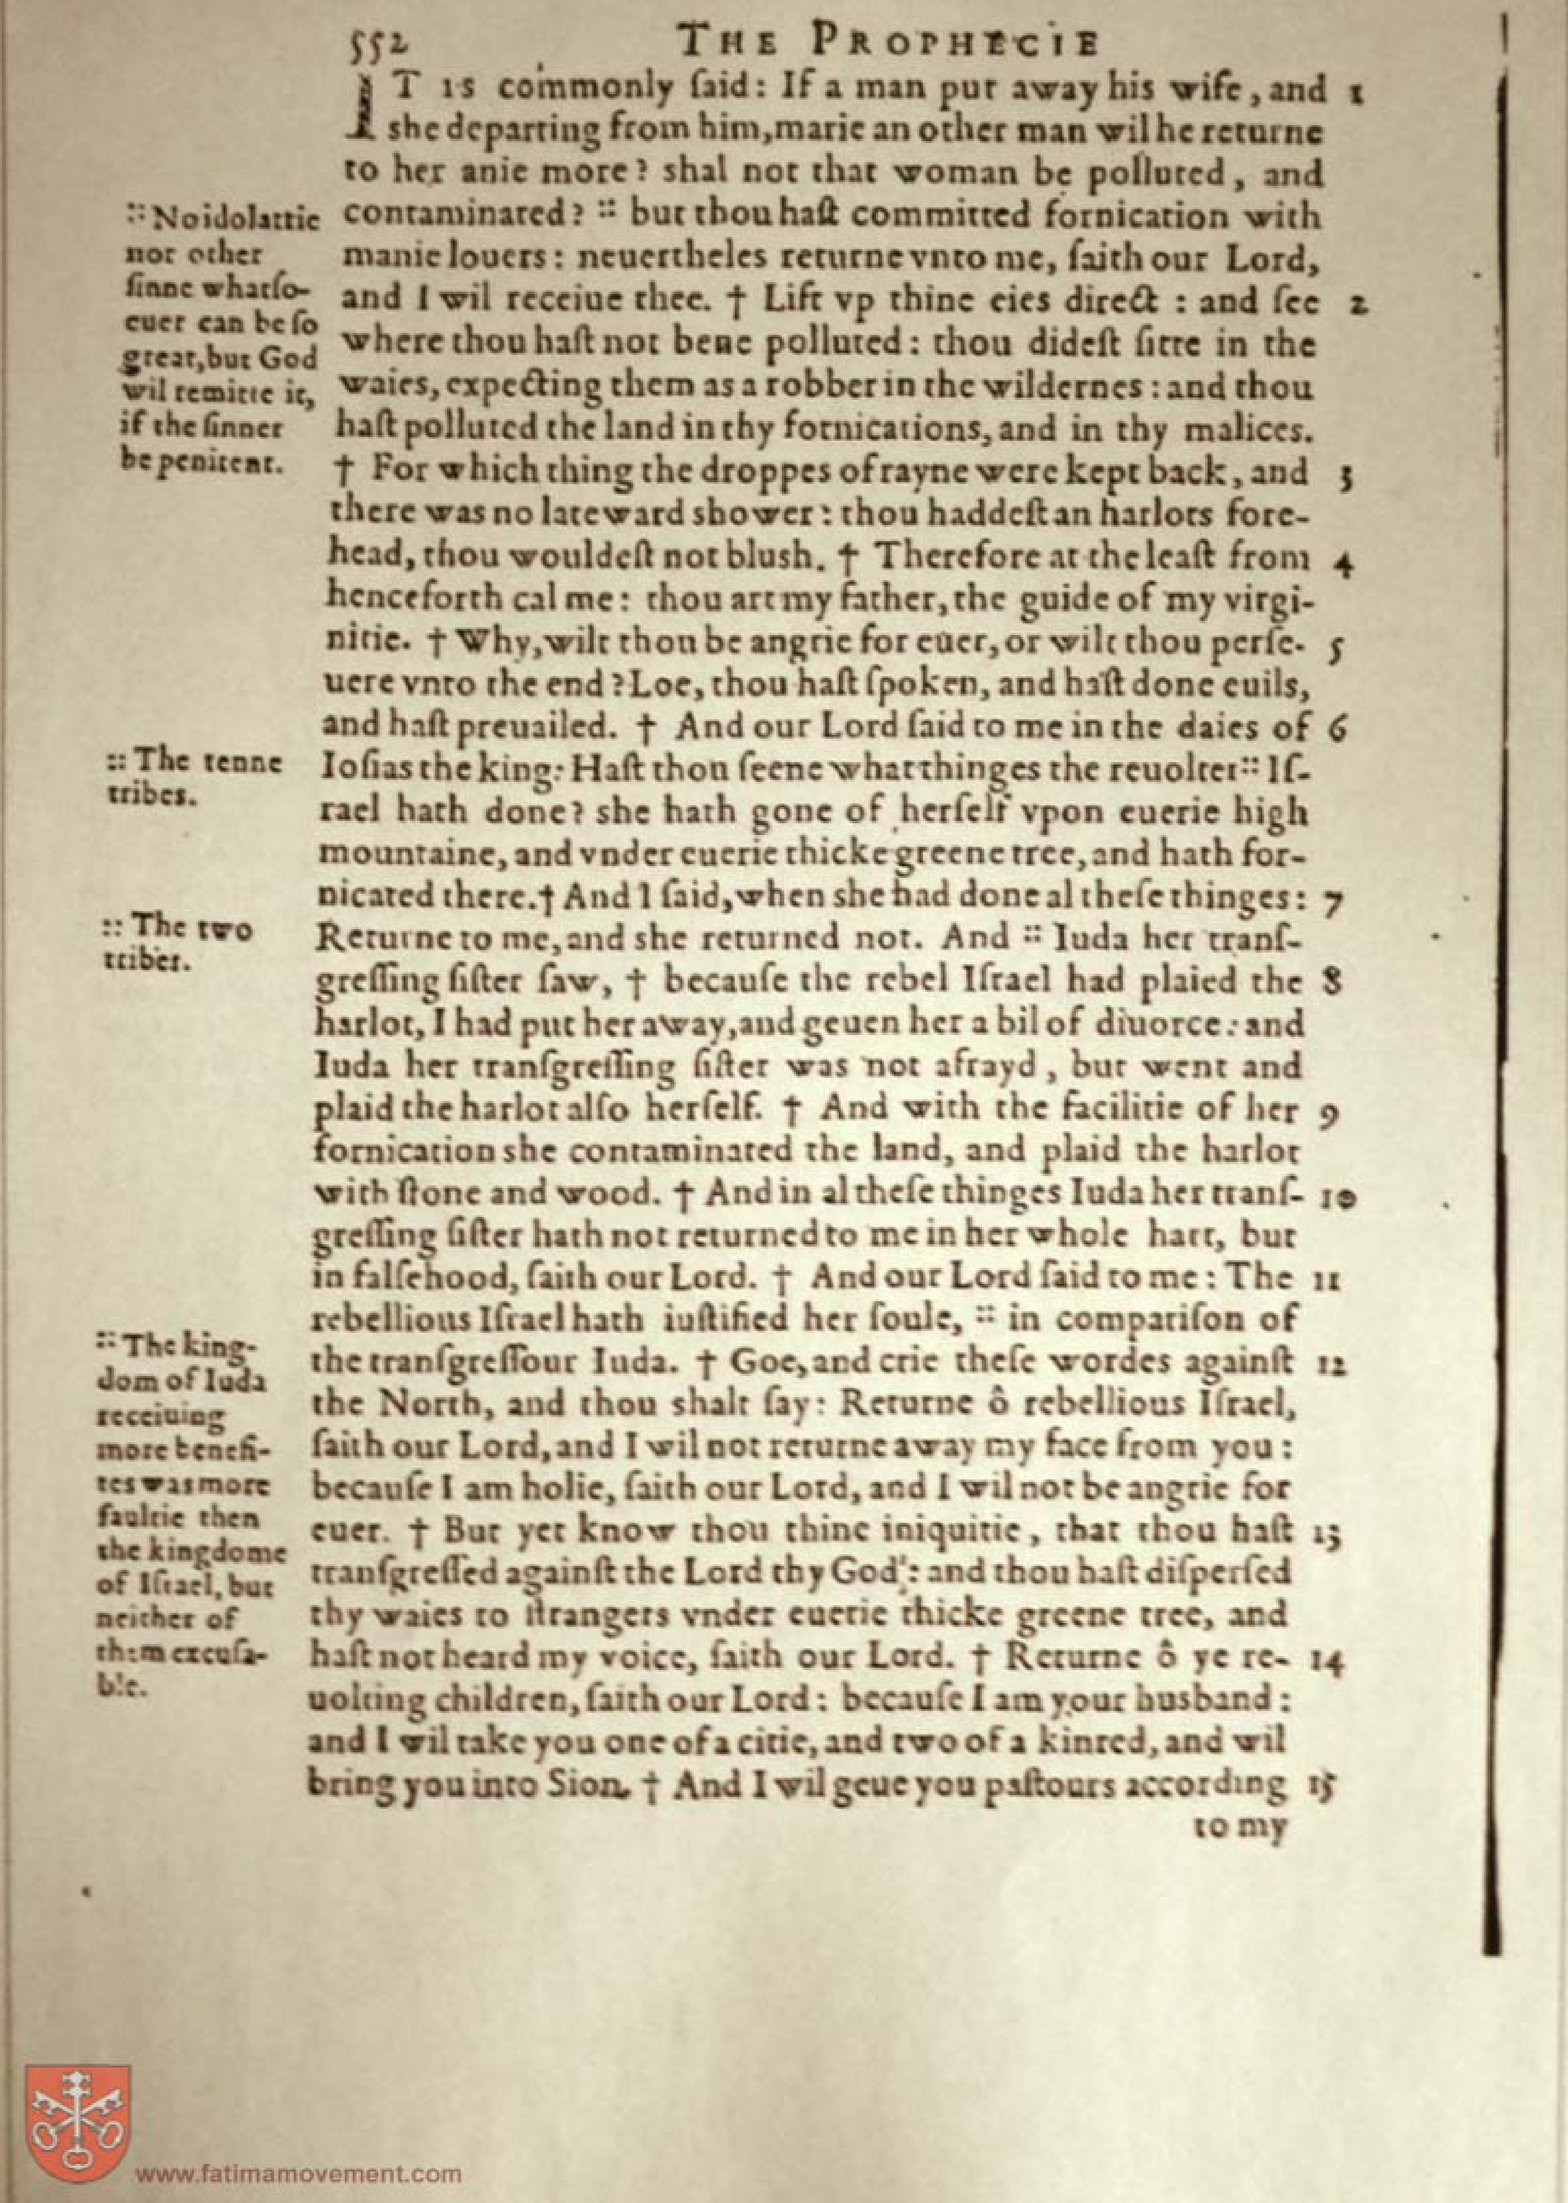 552 THE PROPHECIE
IT is commonly ſaid: If a man put away his wife, and 1
she departing from him, marie an other man wil he returne
to her anie more? shal not that woman be polluted, and
contaminated? :: but thou haſt committed fornication with
manie louers: neuertheles returne vnto me, ſaith our Lord,
and I wil receiue thee. † Lift vp thine eies direct : and ſee 2
where thou haſt not bene polluted: thou dideſt ſitte in the
waies, expecting them as a robber in the wildernes: and thou
haſt polluted the land in thy fornications, and in thy malices.
† For which thing the droppes of rayne were kept back, and 3
there was no lateward shower: thou haddeſt an harlots fore-
head, thou wouldeſt not blush. † Therefore at the leaſt from 4
henceforth cal me: thou art my father, the guide of my virgi-
nitie. † Why, wilt thou be angrie for euer, or wilt thou perſe- 5
uere vnto the end? Loe, thou haſt ſpoken, and haſt done euils,
and haſt preuailed. † And our Lord ſaid to me in the daies of 6
Ioſias the king: Haſt thou ſeene what thinges the reuolter :: Iſ-
rael hath done? she hath gone of herſelf vpon euerie high
mountaine, and vnder euerie thicke greene tree, and hath for-
nicated there. † And I ſaid, when she had done al theſe thinges: 7
Returne to me, and she returned not. And :: Iuda her tranſ-
greſſing ſiſter ſaw, † becauſe the rebel Iſrael had plaied the 8
harlot, I had put her away, and geuen her a bil of diuorce: and
Iuda her tranſgreſſing ſiſter was not afrayd, but went and
plaid the harlot alſo herſelf. † And with the facilitie of her 9
fornication she contaminated the land, and plaid the harlot
with ſtone and wood. † And in al theſe thinges Iuda her tranſ- 10
greſſing ſiſter hath not returned to me in her whole hart, but
in falſehood, ſaith our Lord. † And our Lord ſaid to me: The 11
rebellious Iſrael hath iuſtified her ſoule, :: in compariſon of
the tranſgreſſour Iuda. † Goe, and crie theſe wordes againſt 12
the North, and thou shalt ſay: Returne ô rebellious Iſrael,
ſaith our Lord, and I wil not returne away my face from you:
becauſe I am holie, ſaith our Lord, and I wil not be angrie for
euer. † But yet know thou thine iniquitie, that thou haſt 13
tranſgreſſed againſt the Lord thy God: and thou haſt diſperſed
thy waies to ſtrangers vnder euerie thicke greene tree, and
haſt not heard my voice, ſaith our Lord. † Returne ô ye re- 14
uolting children, ſaith our Lord: becauſe I am your husband:
and I wil take you one of a citie, and two of a kinred, and wil
bring you into Sion. † And I wil geue you paſtours according 15
to my
:: No idolattie
nor other
ſinne whatſo-
euer can be ſo
great, but God
wil remitte it,
if the ſinner
be penitent.
:: The tenne
tribes.
:: The two
tribes.
:: The king-
dom of Iuda
receiuing
more benefi-
tes was more
faultie then
the kingdome
of Iſrael, but
neither of
them excuſa-
ble.
www.fatimamovement.com